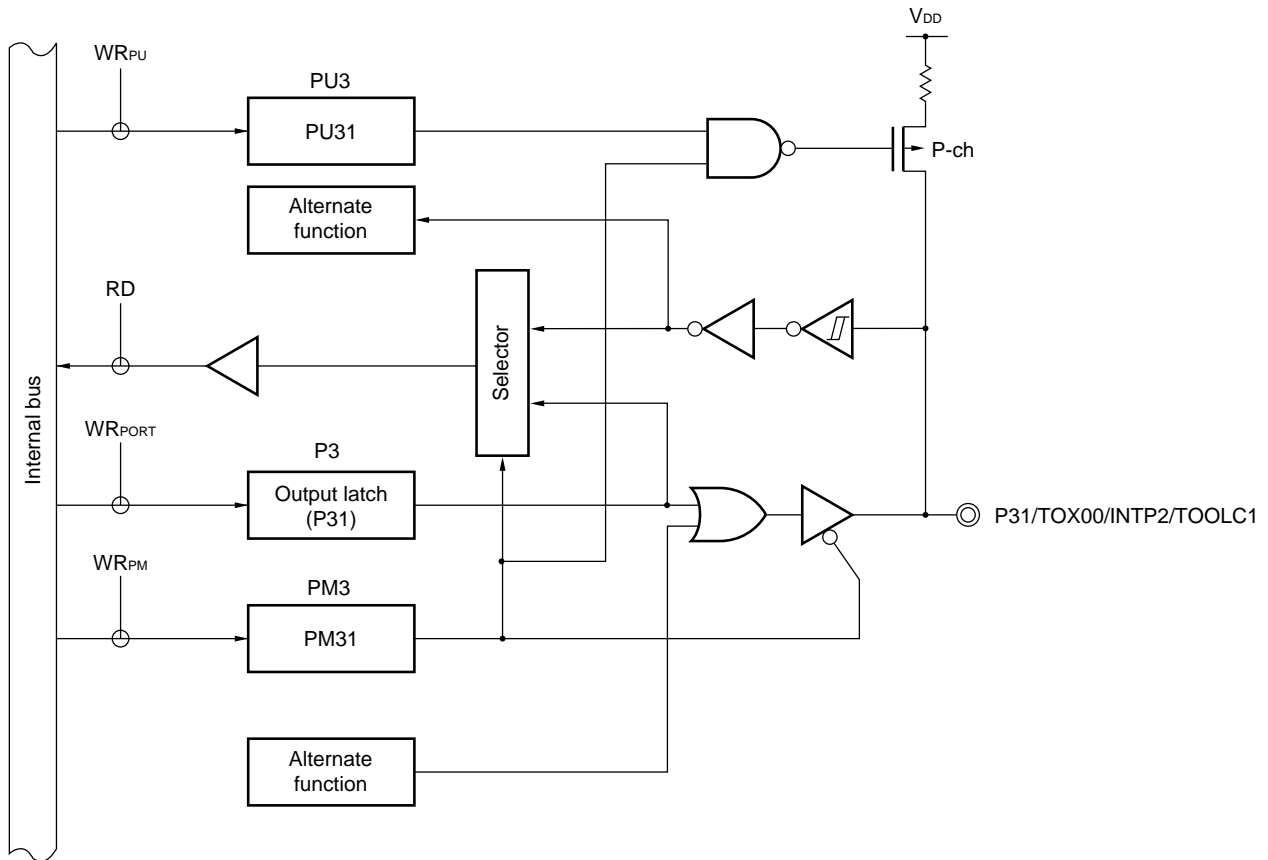 VDD
WRPU
PU3
PU31
P-ch
Alternate
function
RD
Selector
Internal bus
WRPORT
P3
Output latch
(P31)
P31/TOX00/INTP2/TOOLC1
WRPM
PM3
PM31
Alternate
function